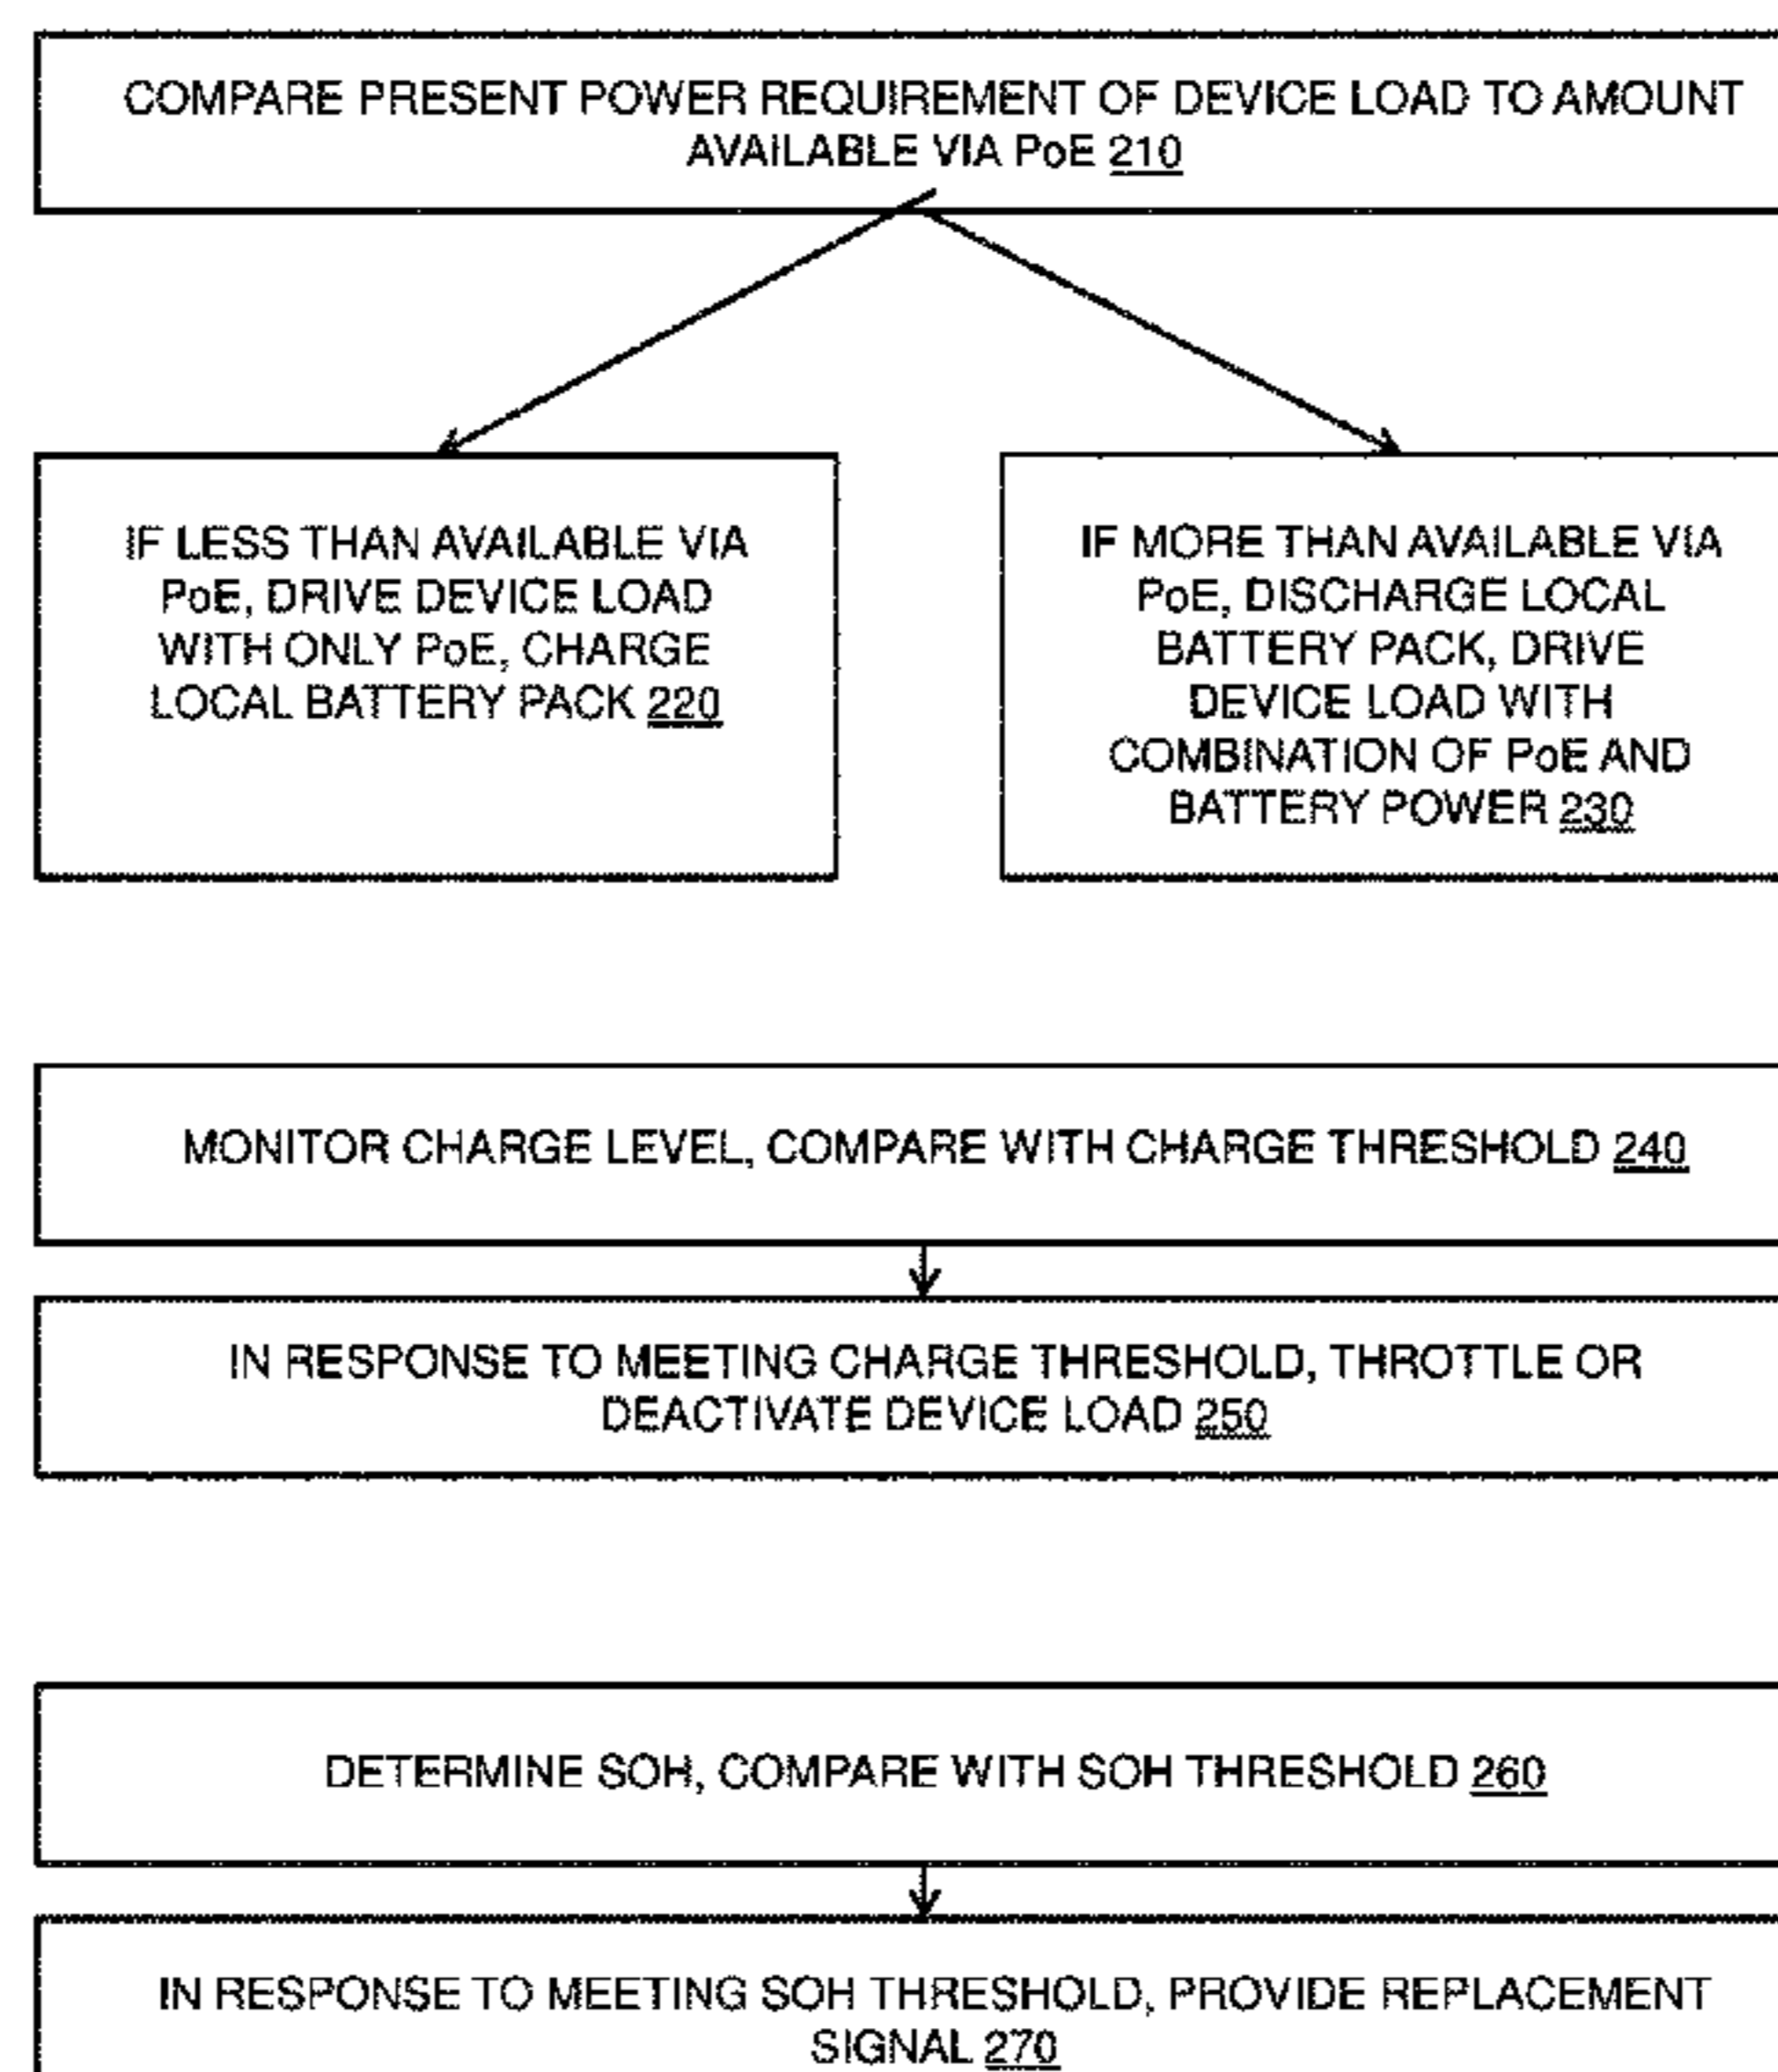 COMPARE PRESENT POWER REQUIREMENT OF DEVICE LOAD TO AMOUNT
AVAILABLE VIA PoE 210
IF LESS THAN AVAILABLE VIA
PoE, DRIVE DEVICE LOAD
WITH ONLY PoE, CHARGE
LOCAL BATTERY PACK 220
IF MORE THAN AVAILABLE VIA
PoE, DISCHARGE LOCAL
BATTERY PACK, DRIVE
DEVICE LOAD WITH
COMBINATION OF PoE AND
BATTERY POWER 230
MONITOR CHARGE LEVEL, COMPARE WITH CHARGE THRESHOLD 240
IN RESPONSE TO MEETING CHARGE THRESHOLD, THROTTLE OR
DEACTIVATE DEVICE LOAD 250
DETERMINE SOH, COMPARE WITH SOH THRESHOLD 260
IN RESPONSE TO MEETING SOH THRESHOLD, PROVIDE REPLACEMENT
SIGNAL 270